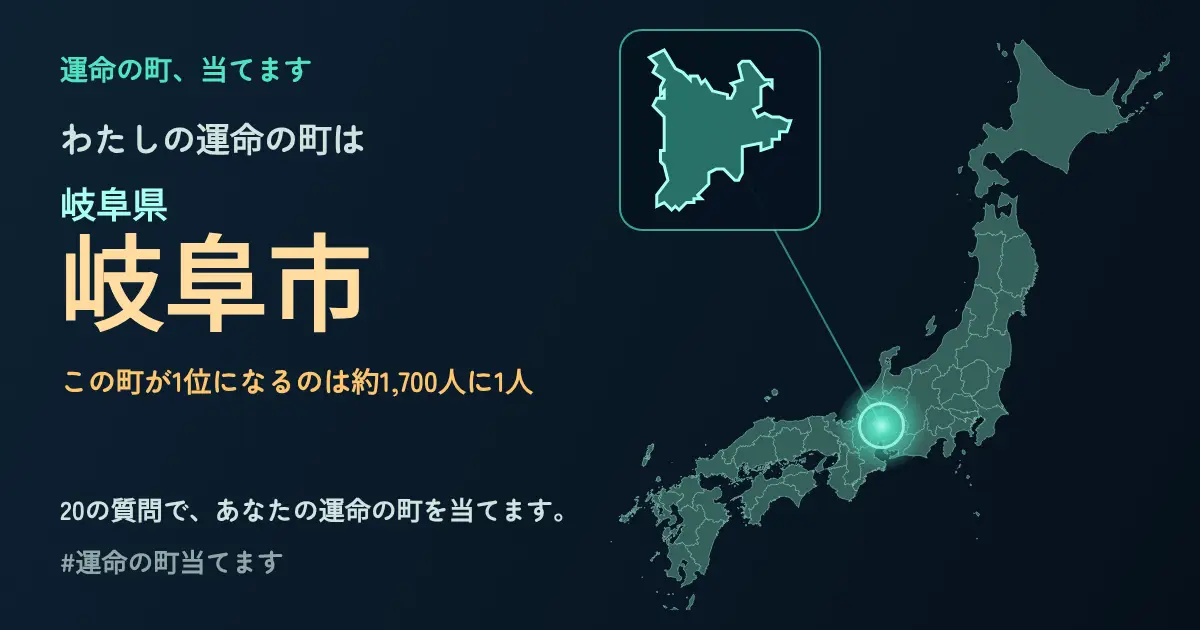 運命の町、当てます
わたしの運命の町は
岐阜県
岐阜市
この町が1位になるのは約1,700人に1人
20の質問で、あなたの運命の町を当てます。
#運命の町当てます